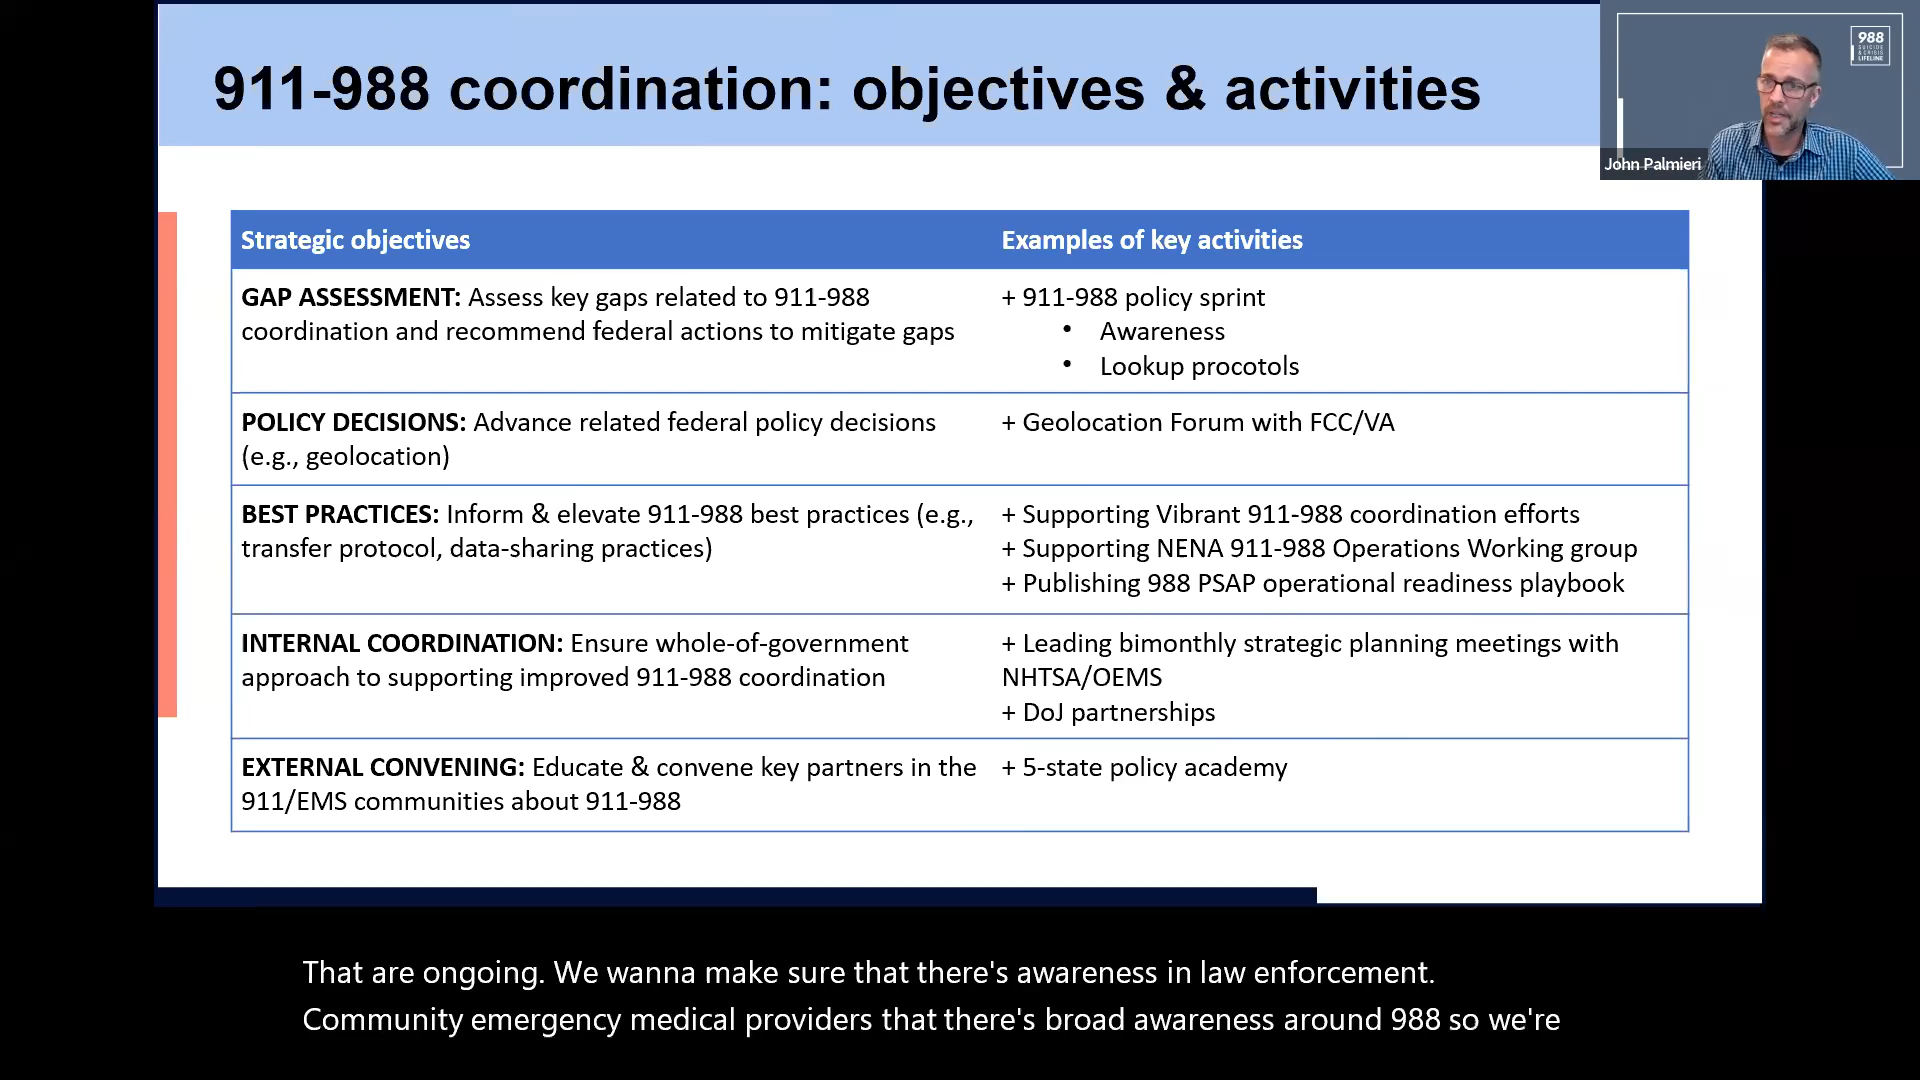 911-988 coordination: objectives & activities
988
SUICIDE
& CRISIS
LIFELINE
John Palmieri
Strategic objectives
Examples of key activities
GAP ASSESSMENT: Assess key gaps related to 911-988
coordination and recommend federal actions to mitigate gaps
+ 911-988 policy sprint
• Awareness
• Lookup procotols
POLICY DECISIONS: Advance related federal policy decisions
(e.g., geolocation)
+ Geolocation Forum with FCC/VA
BEST PRACTICES: Inform & elevate 911-988 best practices (e.g.,
transfer protocol, data-sharing practices)
+ Supporting Vibrant 911-988 coordination efforts
+ Supporting NENA 911-988 Operations Working group
+ Publishing 988 PSAP operational readiness playbook
INTERNAL COORDINATION: Ensure whole-of-government
approach to supporting improved 911-988 coordination
+ Leading bimonthly strategic planning meetings with
NHTSA/OEMS
+ DoJ partnerships
EXTERNAL CONVENING: Educate & convene key partners in the
911/EMS communities about 911-988
+ 5-state policy academy
That are ongoing. We wanna make sure that there's awareness in law enforcement.
Community emergency medical providers that there's broad awareness around 988 so we're